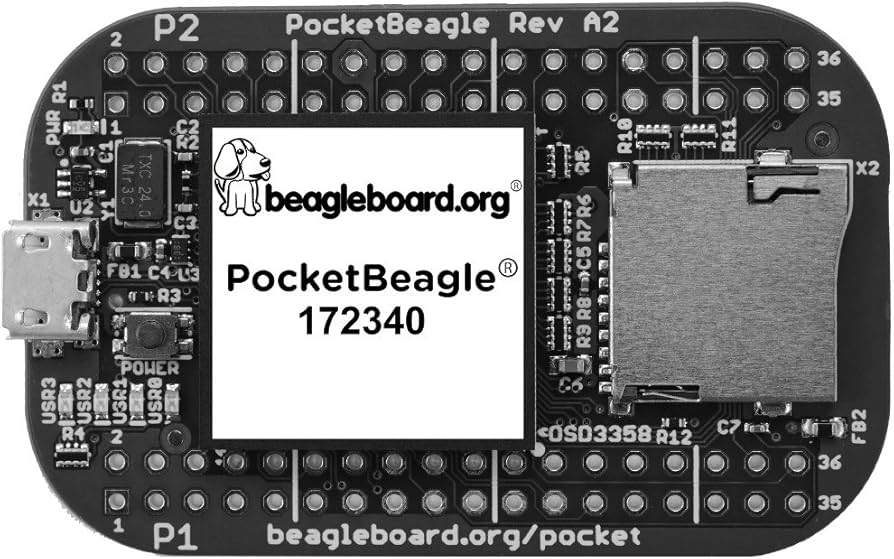 P2
PocketBeagle Rev A2
2
36
1
35
PWR R1
C1
C2
R2
TXC 24.0
Mr3C
Y1
C3
X1
U2
FB1
C4
U3
R3
POWER
USR3
USR2
U3R1
USR0
R4
beagleboard.org®
PocketBeagle®
172340
R5
R6
R7
C5
R8
R9
C6
R10
R11
X2
<OSD3358
R12
C7
FB2
2
36
1
35
P1
beagleboard.org/pocket